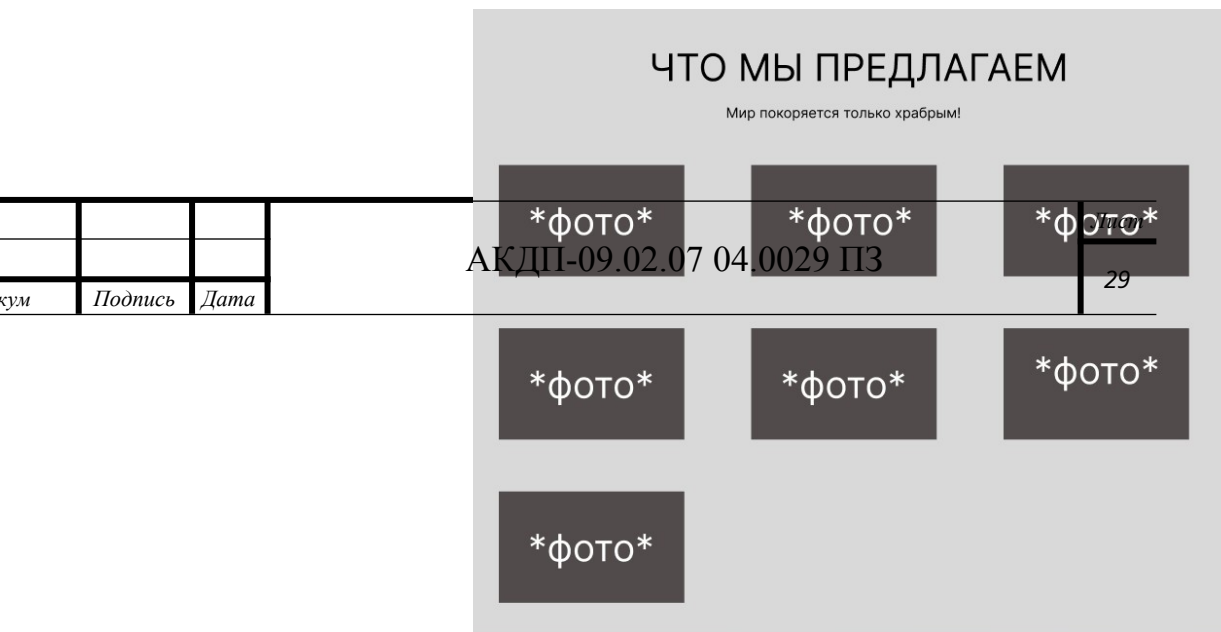 ЧТО МЫ ПРЕДЛАГАЕМ
Мир покоряется только храбрым!
*фото* *фото* *фото*
Лист
АКДП-09.02.07 04.0029 ПЗ
29
Подпись Дата
*фото* *фото* *фото*
*фото*